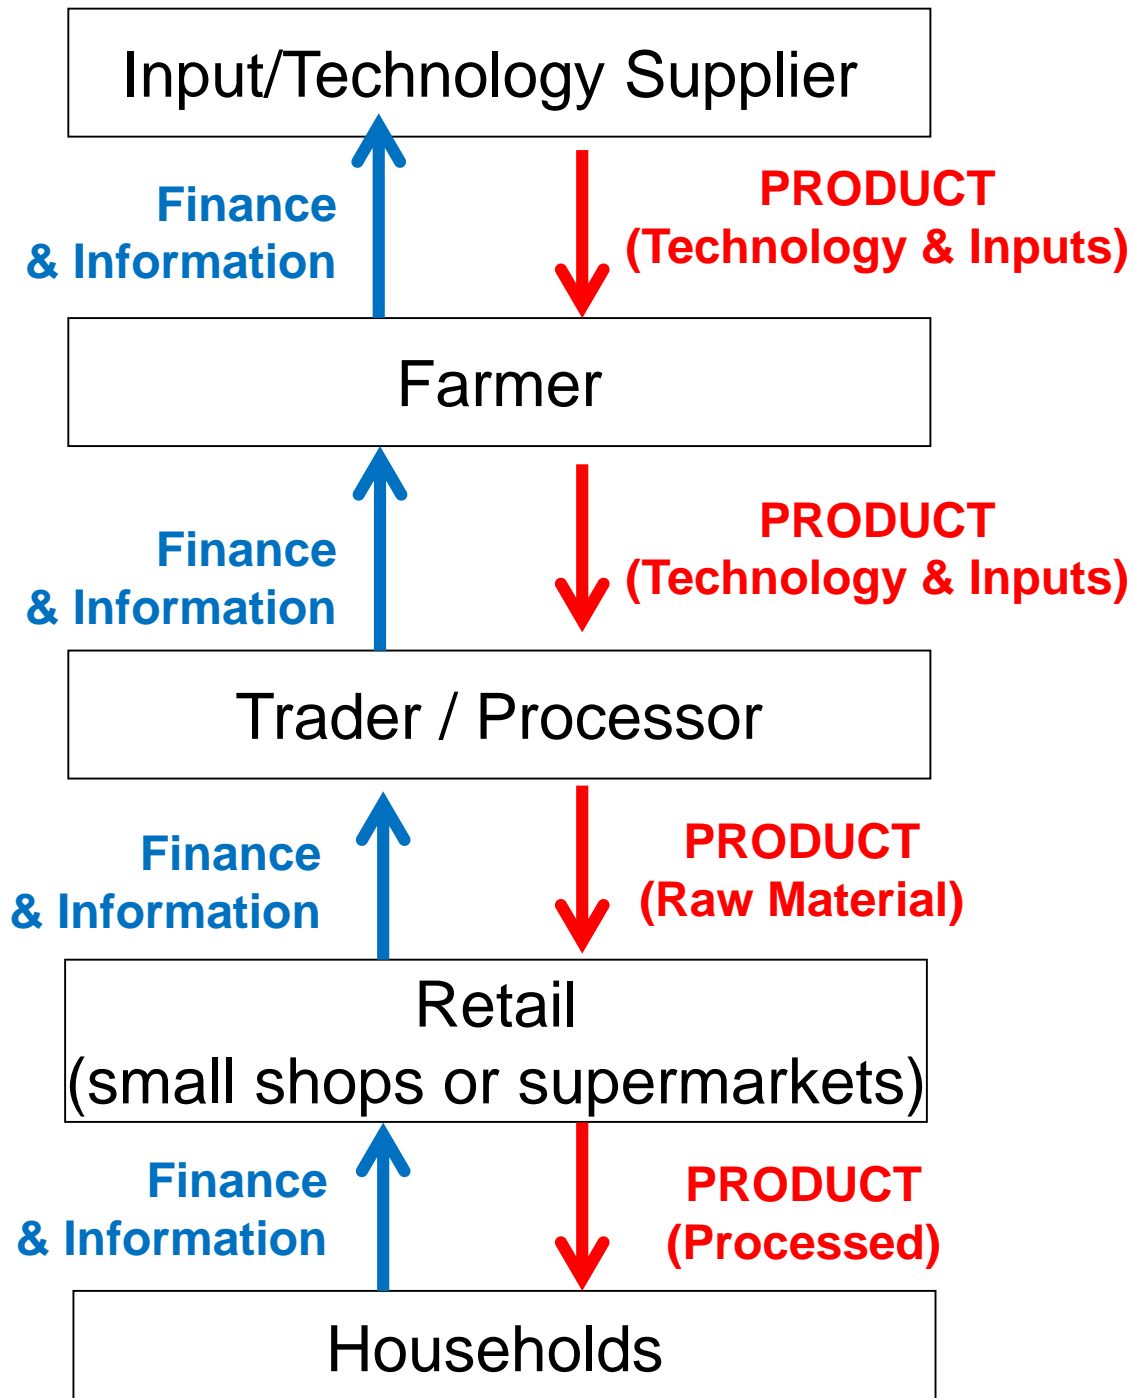 Input/Technology Supplier
Finance
& Information
PRODUCT
(Technology & Inputs)
Farmer
Finance
& Information
PRODUCT
(Technology & Inputs)
Trader / Processor
Finance
& Information
PRODUCT
(Raw Material)
Retail
(small shops or supermarkets)
Finance
& Information
PRODUCT
(Processed)
Households